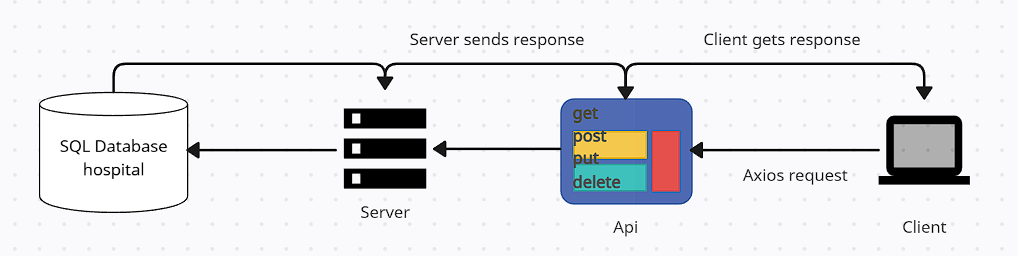 Server sends response
Client gets response
SQL Database
hospital
get
post
put
delete
Axios request
Server
Api
Client